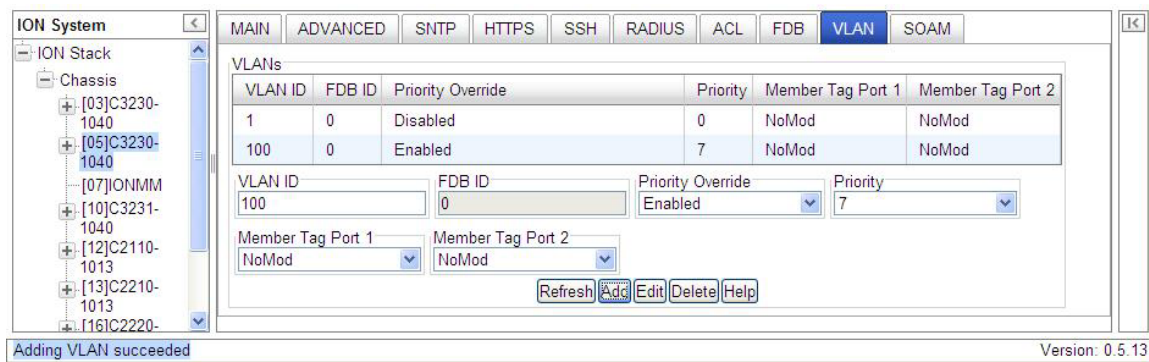 ION System
ION Stack
Chassis
[03]C3230-
1040
[05]C3230-
1040
[07]IONMM
[10]C3231-
1040
[12]C2110-
1013
[13]C2210-
1013
[16]C2220-
MAIN ADVANCED SNTP HTTPS SSH RADIUS ACL FDB VLAN SOAM
VLANs
VLAN ID FDB ID Priority Override Priority Member Tag Port 1 Member Tag Port 2
1 0 Disabled 0 NoMod NoMod
100 0 Enabled 7 NoMod NoMod
VLAN ID FDB ID Priority Override Priority
100 0 Enabled 7
Member Tag Port 1 Member Tag Port 2
NoMod NoMod
Refresh Add Edit Delete Help
Adding VLAN succeeded Version: 0.5.13